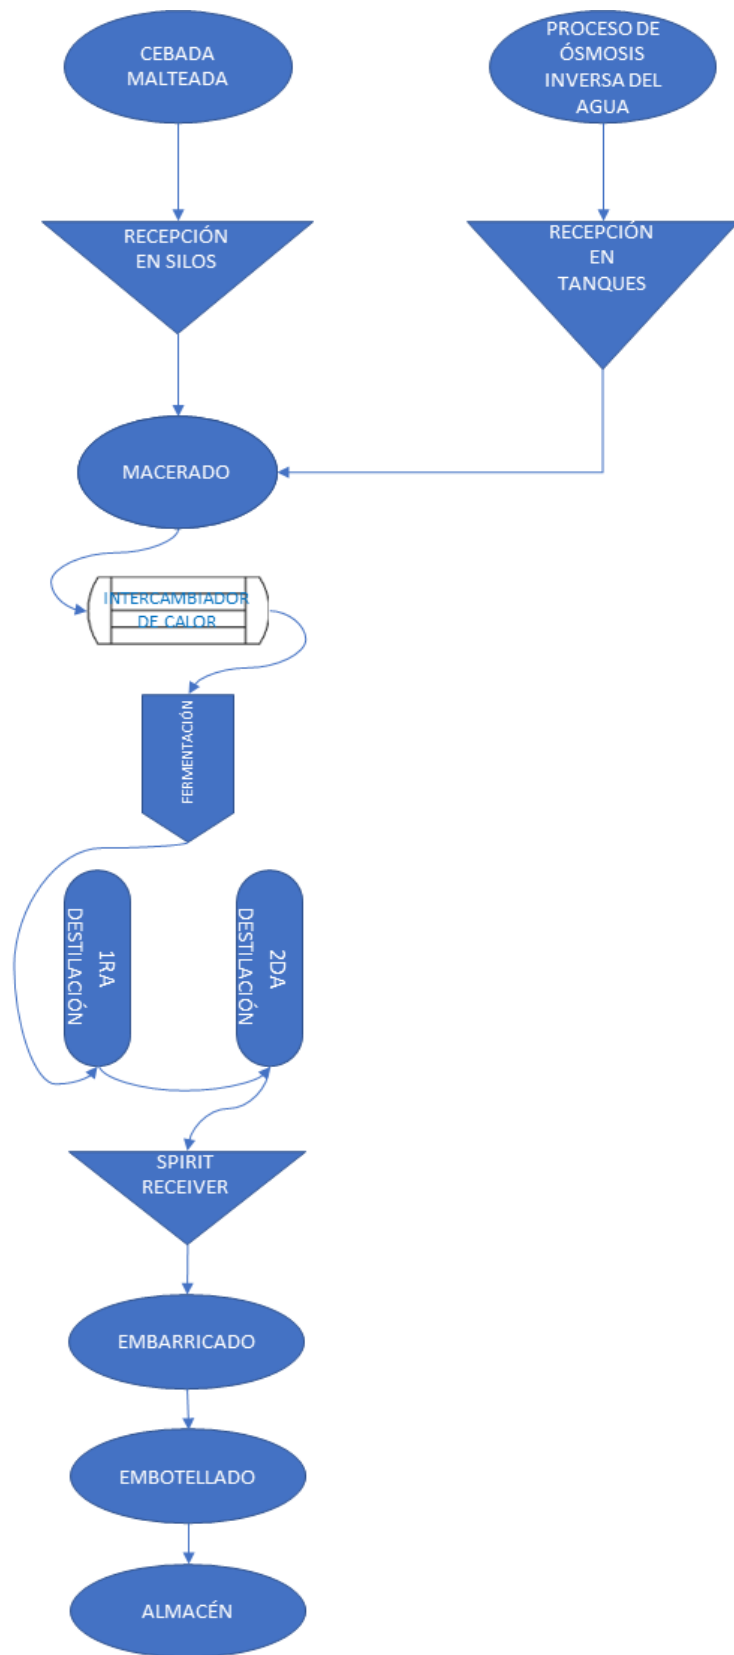 CEBADA
MALTEADA
PROCESO DE
ÓSMOSIS
INVERSA DEL
AGUA
RECEPCIÓN
EN SILOS
RECEPCIÓN
EN
TANQUES
MACERADO
INTERCAMBIADOR
DE CALOR
FERMENTACIÓN
1RA
DESTILACIÓN
2DA
DESTILACIÓN
SPIRIT
RECEIVER
EMBARRICADO
EMBOTELLADO
ALMACÉN